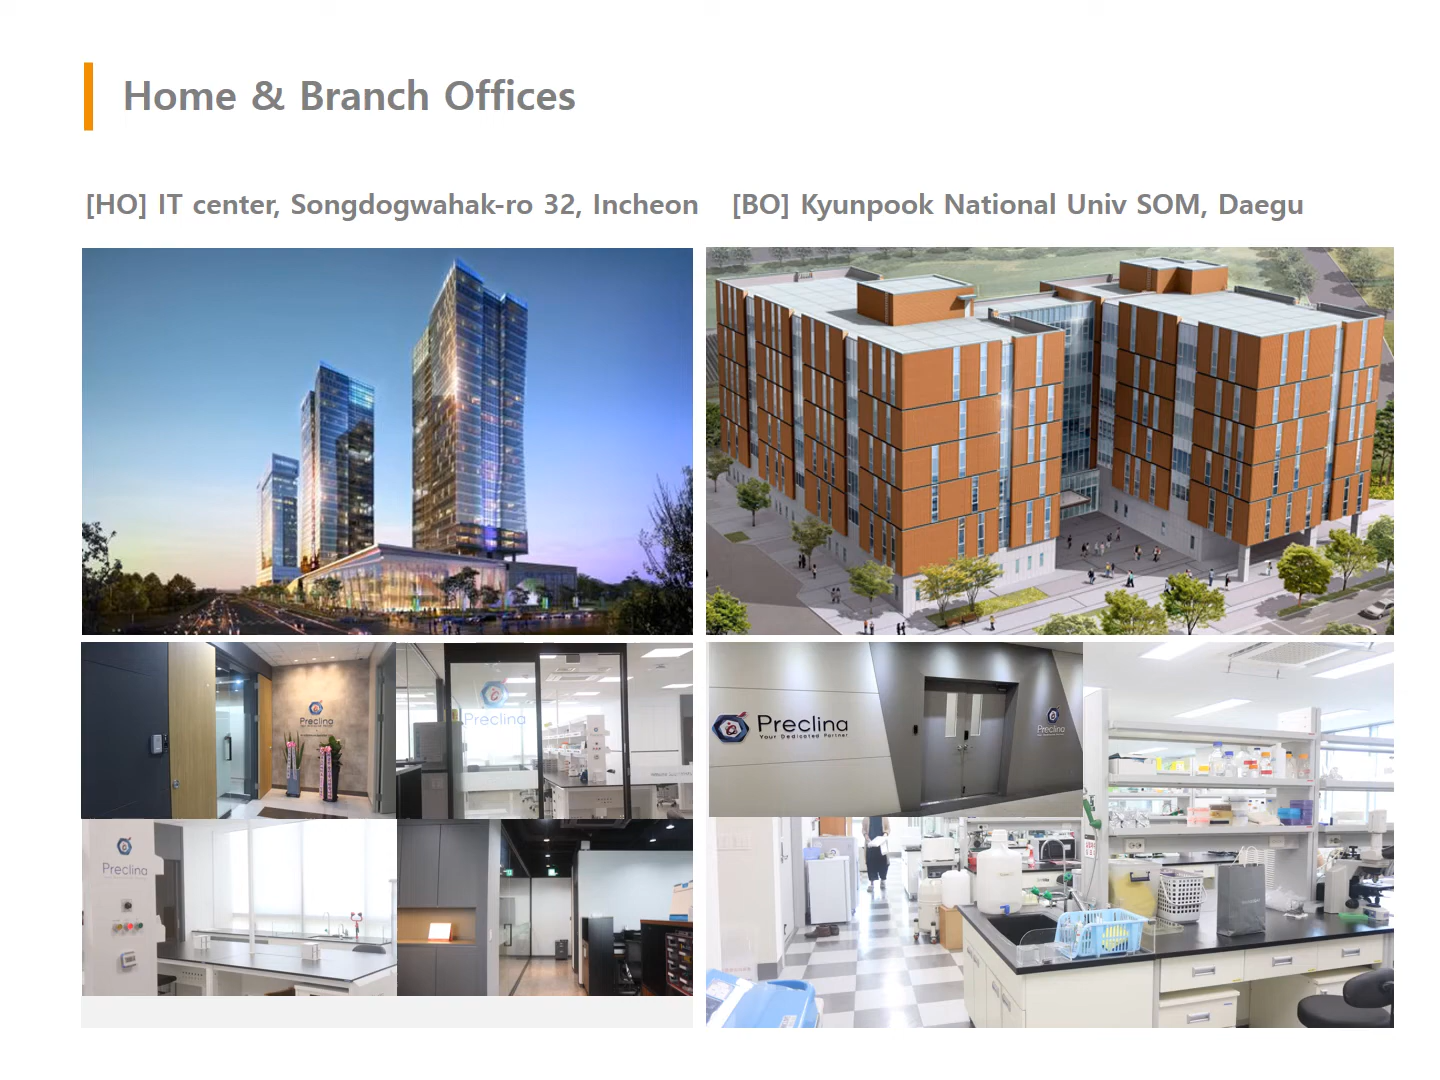 Home & Branch Offices
[HO] IT center, Songdogwahak-ro 32, Incheon
[BO] Kyunpook National Univ SOM, Daegu
Preclina
Preclina
Preclina
Your Dedicated Partner
Preclina
Preclina